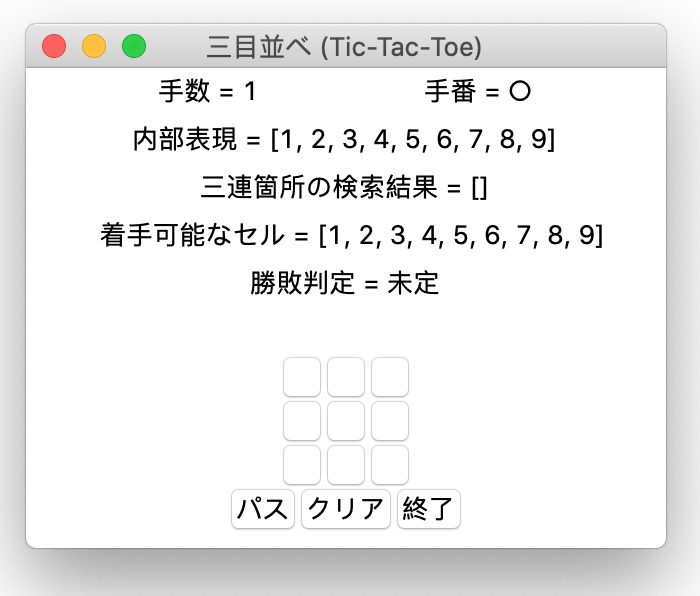 三目並べ (Tic-Tac-Toe)
手数 = 1 手番 = ○
内部表現 = [1, 2, 3, 4, 5, 6, 7, 8, 9]
三連箇所の検索結果 = []
着手可能なセル = [1, 2, 3, 4, 5, 6, 7, 8, 9]
勝敗判定 = 未定
パス クリア 終了